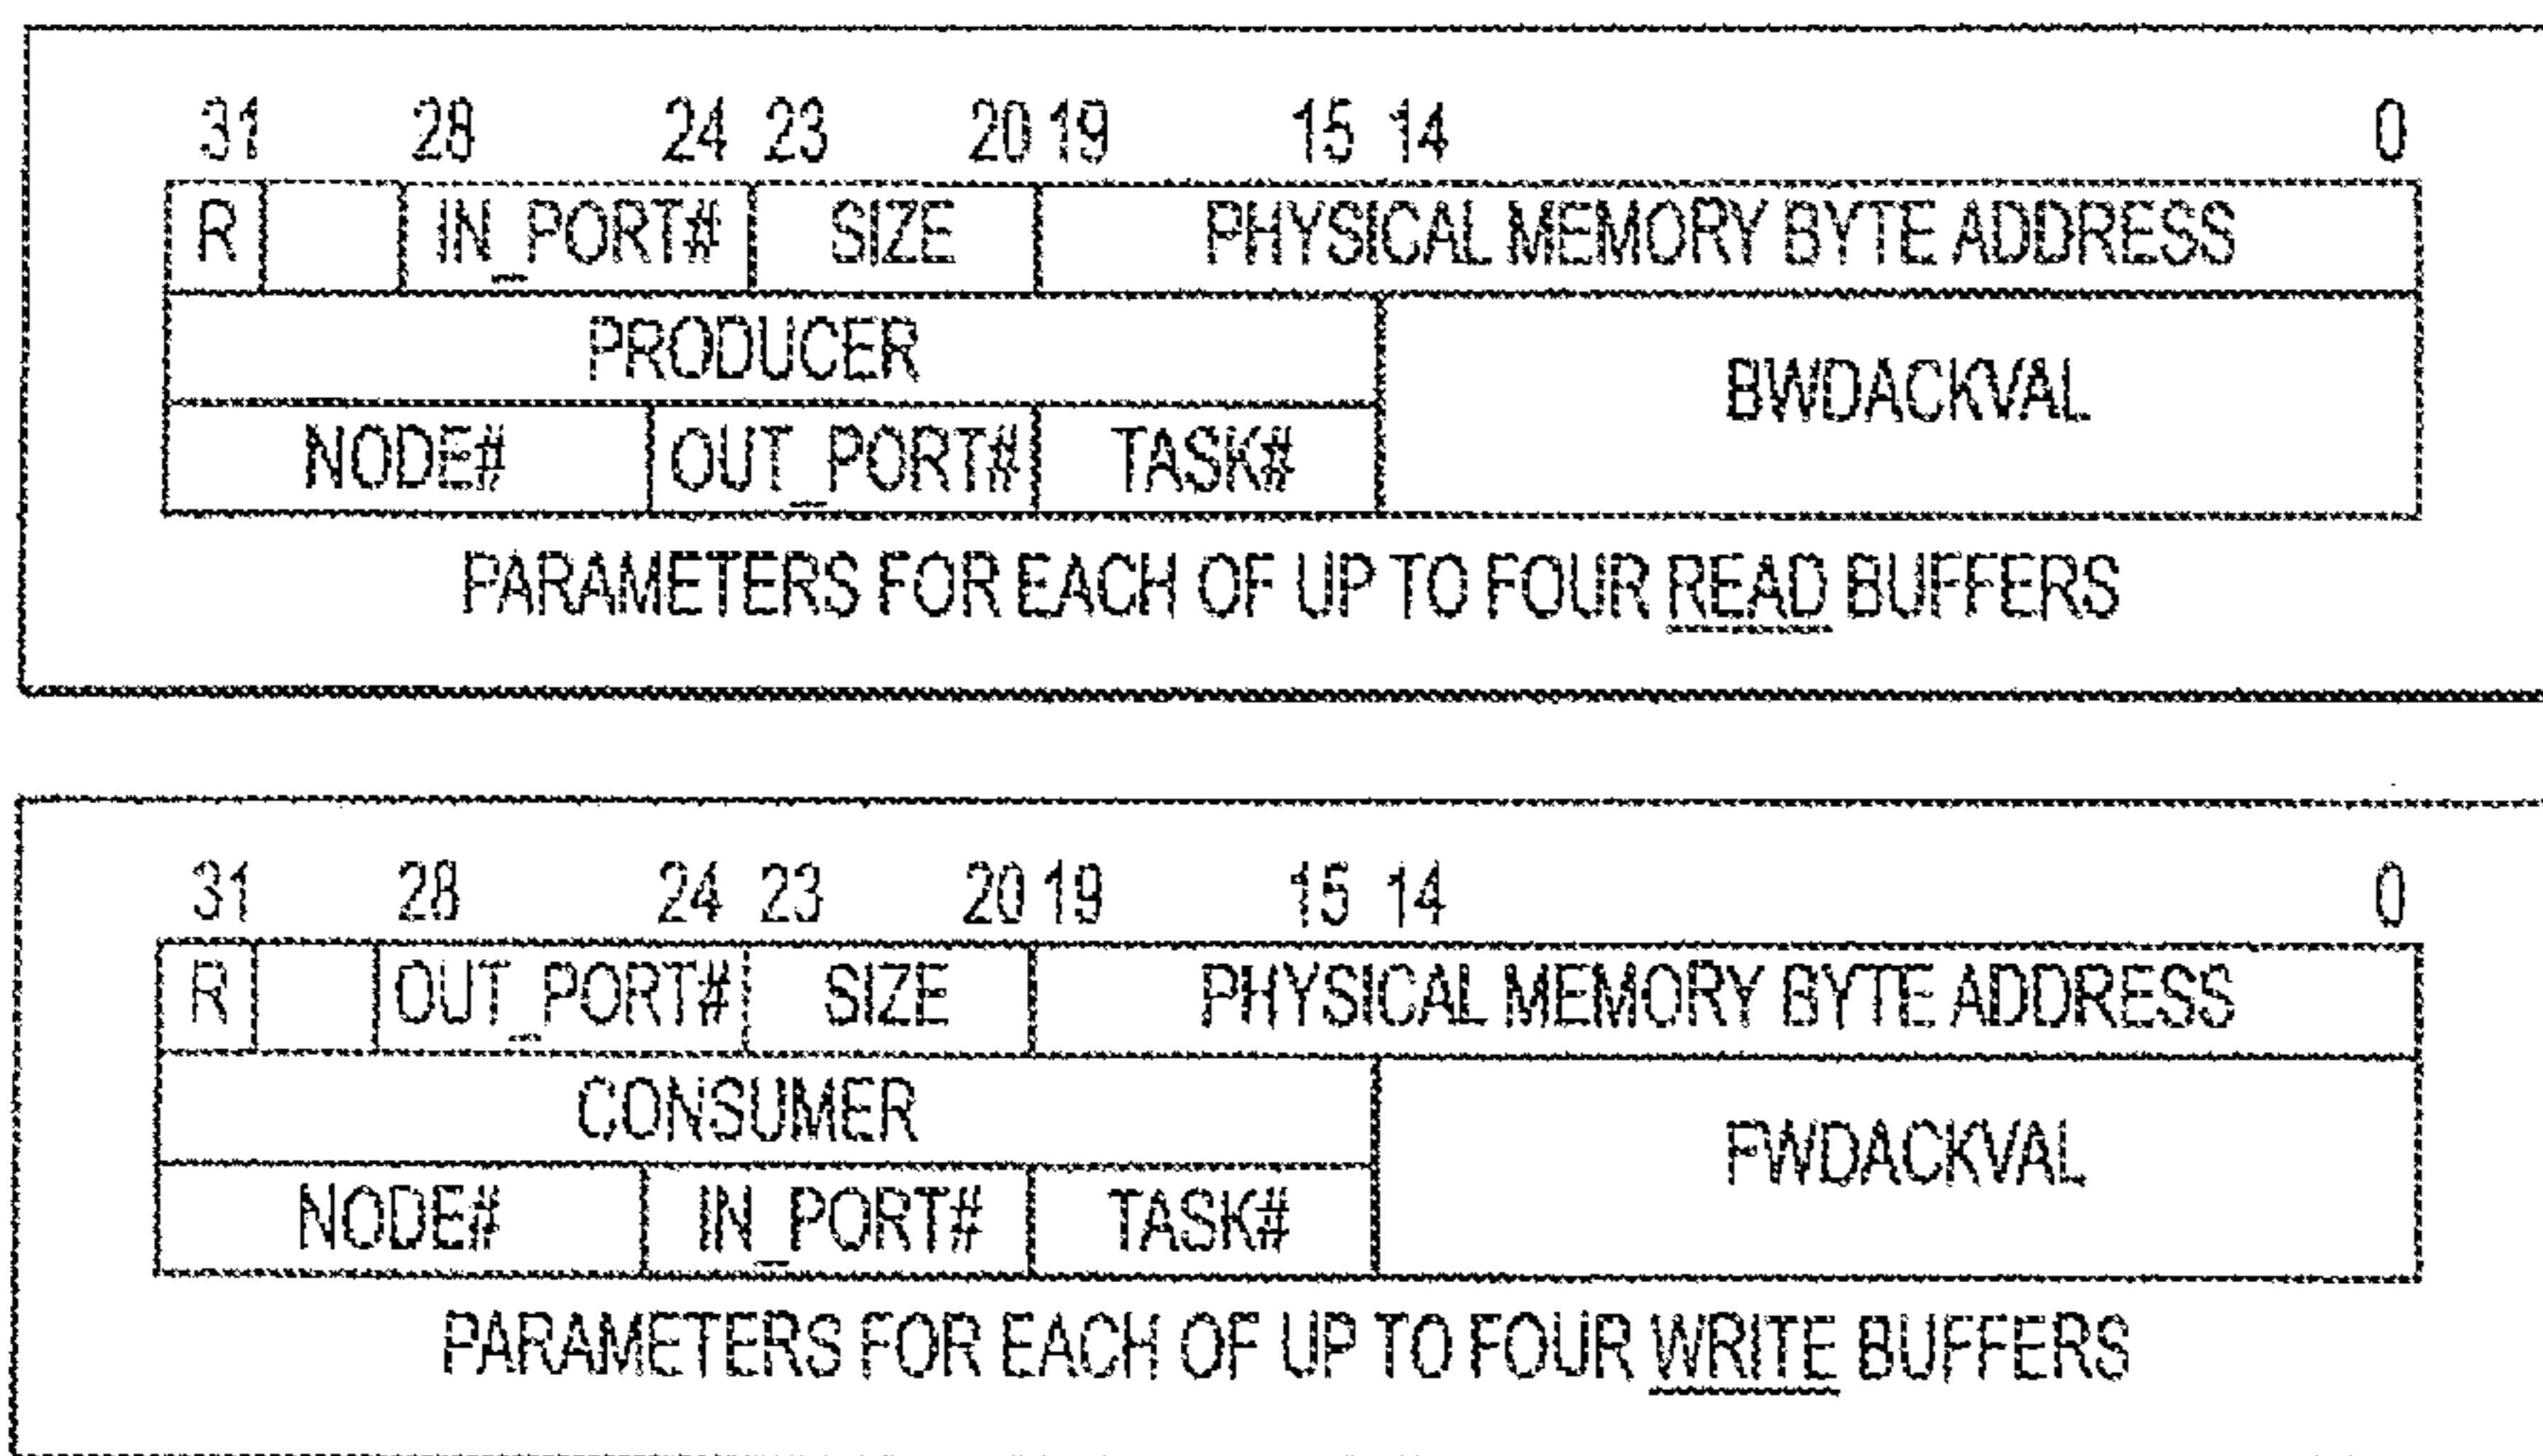 31 28 24 23 20 19 15 14 0
R IN_PORT# SIZE PHYSICAL MEMORY BYTE ADDRESS
PRODUCER
BWDACKVAL
NODE# OUT_PORT# TASK#
PARAMETERS FOR EACH OF UP TO FOUR READ BUFFERS
31 28 24 23 20 19 15 14 0
R OUT_PORT# SIZE PHYSICAL MEMORY BYTE ADDRESS
CONSUMER
FWDACKVAL
NODE# IN_PORT# TASK#
PARAMETERS FOR EACH OF UP TO FOUR WRITE BUFFERS